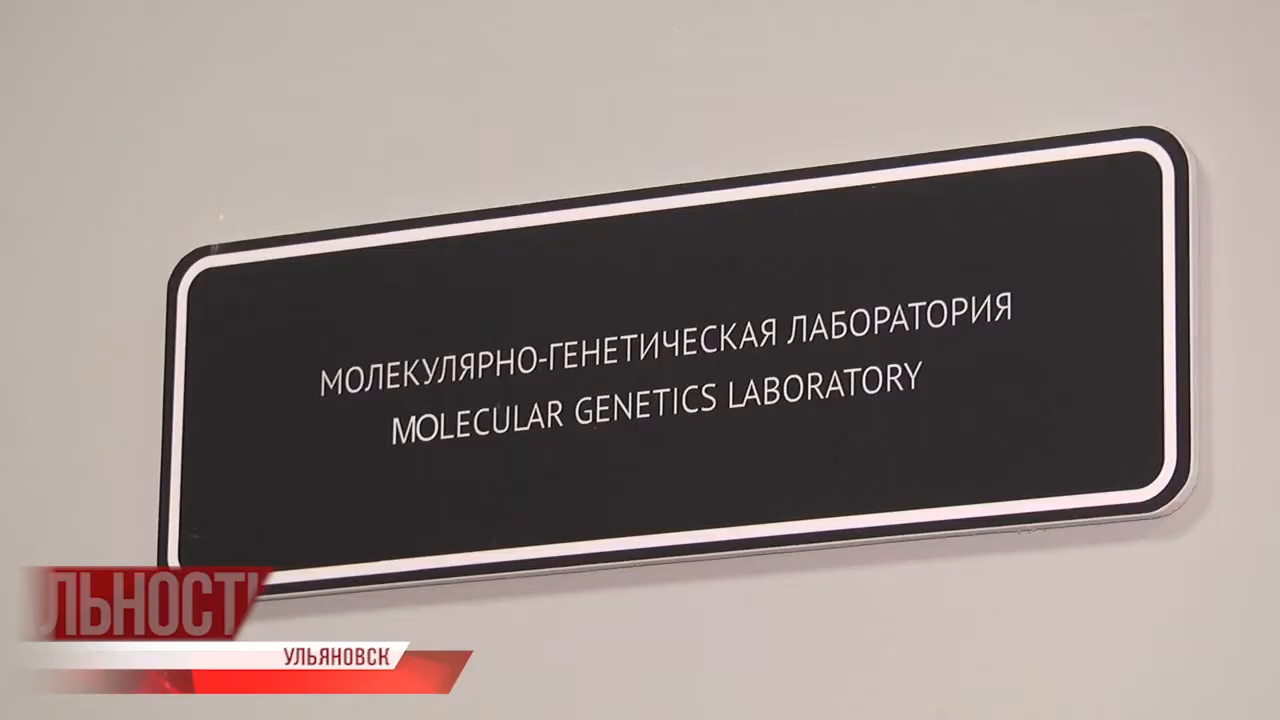 МОЛЕКУЛЯРНО-ГЕНЕТИЧЕСКАЯ ЛАБОРАТОРИЯ
MOLECULAR GENETICS LABORATORY
УЛЬЯНОВСК